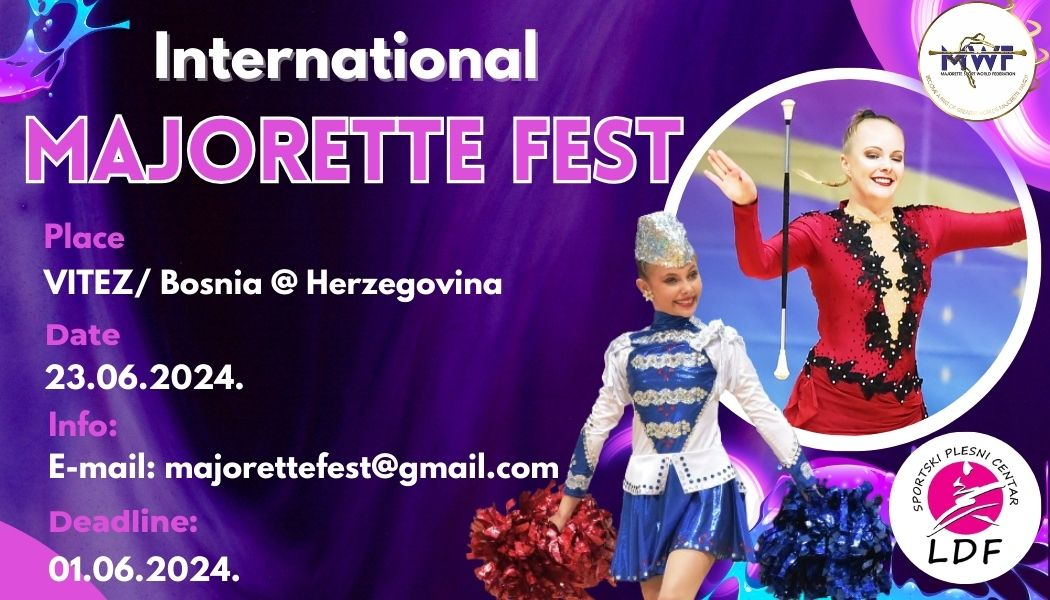 International
MAJORETTE FEST
Place
VITEZ/ Bosnia @ Herzegovina
Date
23.06.2024.
Info:
E-mail: majorettefest@gmail.com
Deadline:
01.06.2024.
MWF
MAJORETTE SPORT WORLD FEDERATION
SPORTSKI PLESNI CENTAR
LDF